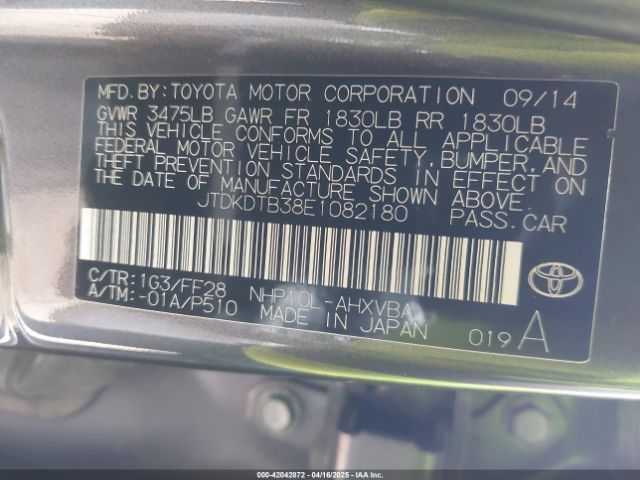 MFD. BY: TOYOTA MOTOR CORPORATION 09/14
GVWR 3475LB GAWR FR 1830LB RR 1830LB
THIS VEHICLE CONFORMS TO ALL APPLICABLE
FEDERAL MOTOR VEHICLE SAFETY, BUMPER, AND
THEFT PREVENTION STANDARDS IN EFFECT ON
THE DATE OF MANUFACTURE SHOWN ABOVE.
JTDKDTB38E1082180 PASS. CAR
C/TR: 1G3/FF28 NHP10L-AHXVBA
A/TM: -01A/P510 MADE IN JAPAN
019 A
000-42042872 - 04/16/2025 - IAA Inc.